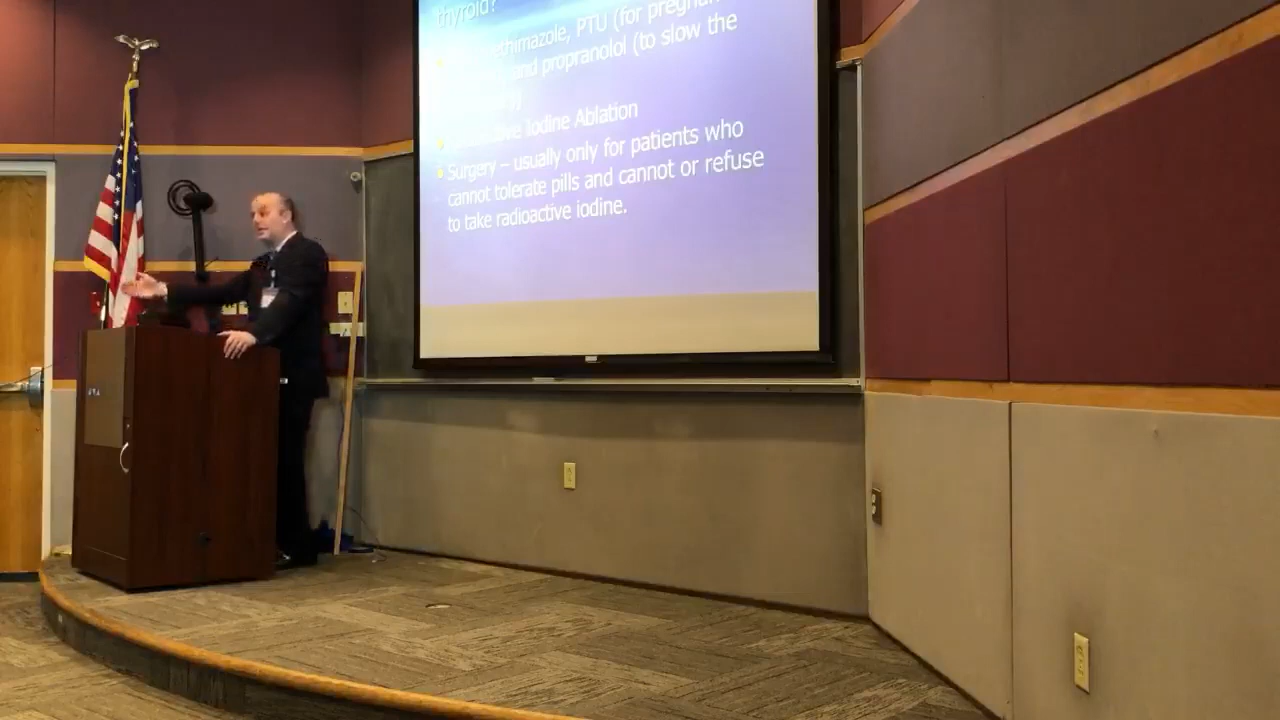 thyroid?
ethimazole, PTU (for pregnan
and propranolol (to slow the
Iodine Ablation
Surgery – usually only for patients who
cannot tolerate pills and cannot or refuse
to take radioactive iodine.